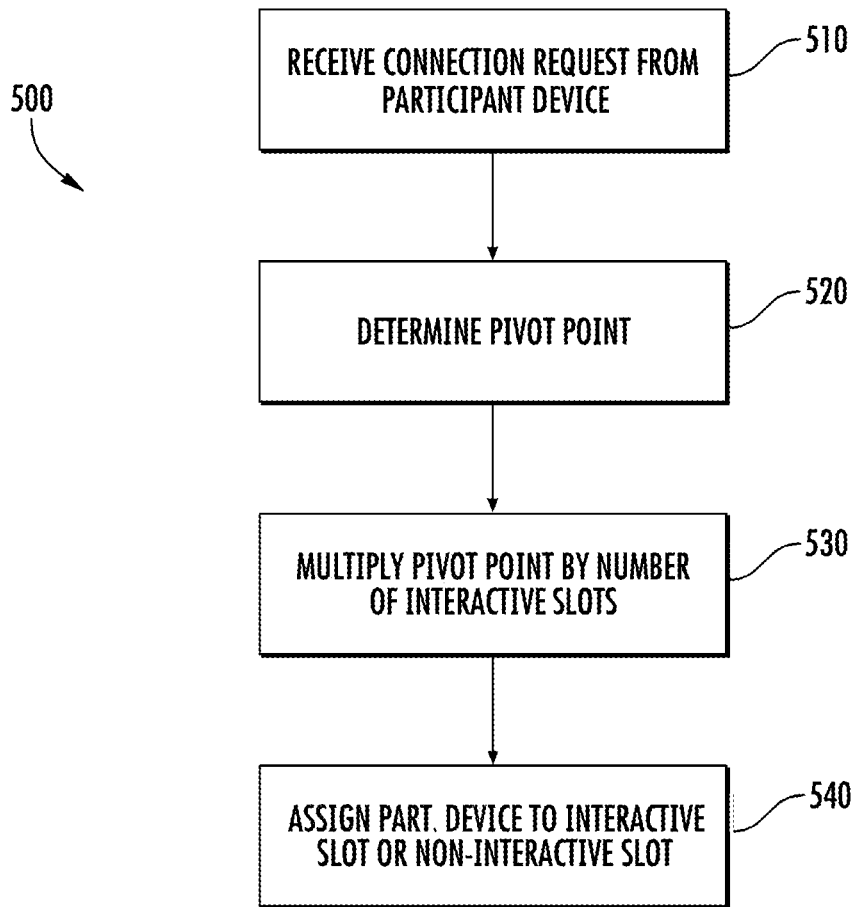 500
RECEIVE CONNECTION REQUEST FROM
PARTICIPANT DEVICE
510
DETERMINE PIVOT POINT
520
MULTIPLY PIVOT POINT BY NUMBER
OF INTERACTIVE SLOTS
530
ASSIGN PART. DEVICE TO INTERACTIVE
SLOT OR NON-INTERACTIVE SLOT
540